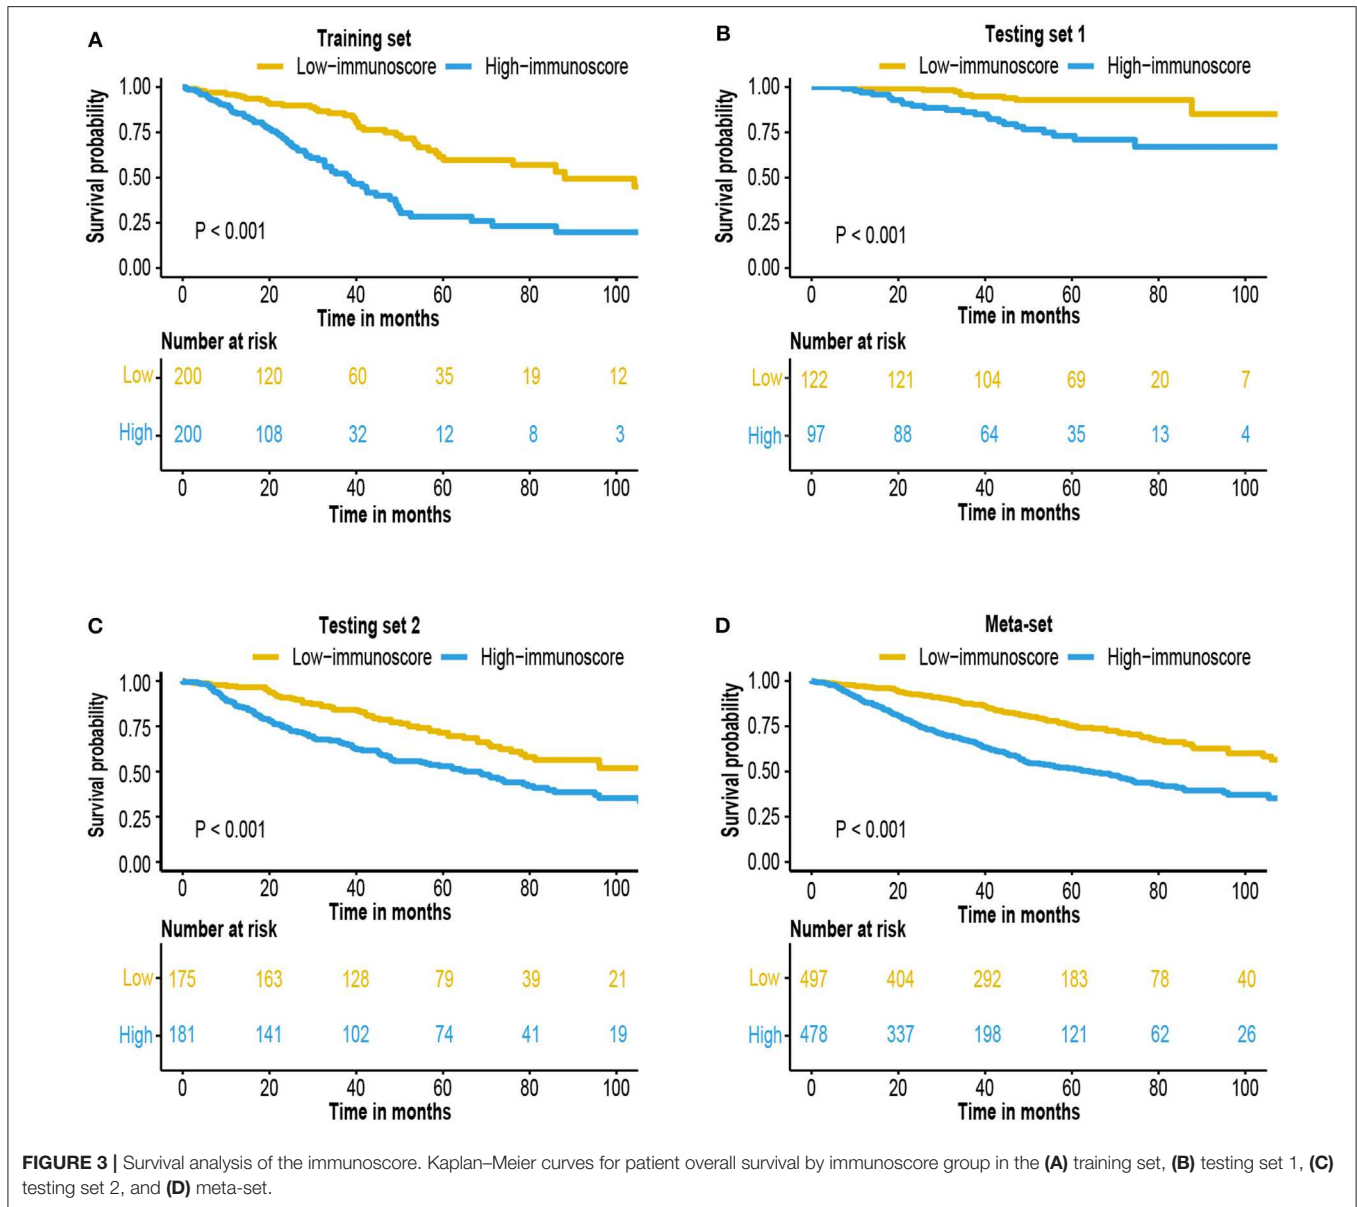 A
Training set
Low−immunoscore High−immunoscore
Survival probability
1.00
0.75
0.50
0.25
0.00
P < 0.001
0 20 40 60 80 100
Time in months
Number at risk
Low 200 120 60 35 19 12
High 200 108 32 12 8 3
0 20 40 60 80 100
Time in months
B
Testing set 1
Low−immunoscore High−immunoscore
Survival probability
1.00
0.75
0.50
0.25
0.00
P < 0.001
0 20 40 60 80 100
Time in months
Number at risk
Low 122 121 104 69 20 7
High 97 88 64 35 13 4
0 20 40 60 80 100
Time in months
C
Testing set 2
Low−immunoscore High−immunoscore
Survival probability
1.00
0.75
0.50
0.25
0.00
P < 0.001
0 20 40 60 80 100
Time in months
Number at risk
Low 175 163 128 79 39 21
High 181 141 102 74 41 19
0 20 40 60 80 100
Time in months
D
Meta-set
Low−immunoscore High−immunoscore
Survival probability
1.00
0.75
0.50
0.25
0.00
P < 0.001
0 20 40 60 80 100
Time in months
Number at risk
Low 497 404 292 183 78 40
High 478 337 198 121 62 26
0 20 40 60 80 100
Time in months
FIGURE 3 | Survival analysis of the immunoscore. Kaplan–Meier curves for patient overall survival by immunoscore group in the (A) training set, (B) testing set 1, (C)
testing set 2, and (D) meta-set.